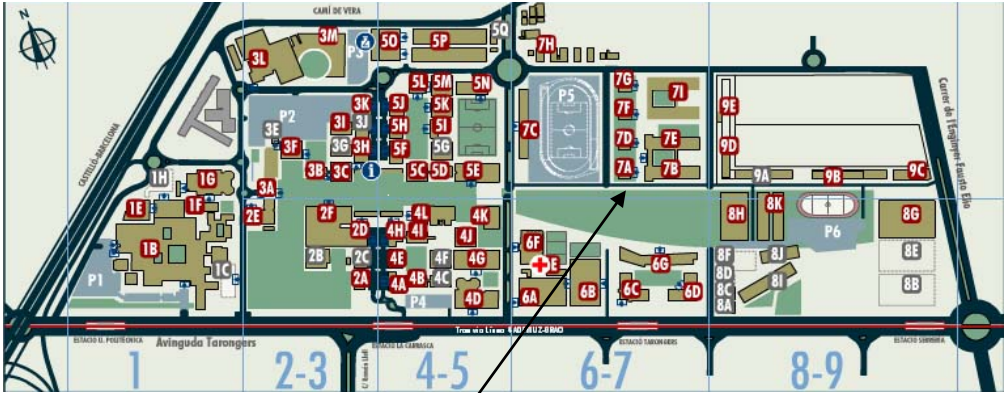 CAMÍ DE VERA
3M
3L
P3
5O
5P
5Q
7H
5L
5M
5N
7G
7I
P2
3K
5J
5K
P5
7F
9E
3E
3I
3J
5H
5I
7C
3F
3G
3H
5F
5G
7D
7E
9D
CASTELLÓ-BARCELONA
Carrer de l'Enginyer Fausto Elio
1H
1G
3B
3C
i
5C
5D
5E
7A
7B
9A
9B
9C
3A
1E
1F
2E
2F
2D
4L
4K
8H
8K
P6
8G
4H
4I
4J
6F
1B
2B
2C
4E
4F
4G
E
6G
8F
8J
8E
P1
1C
2A
4A
4B
4C
6A
6B
6C
6D
8D
8I
8C
8B
8A
P4
4D
ESTACIÓ U. POLITÈCNICA
Avinguda Tarongers
ESTACIÓ LA CARRASCA
ESTACIÓ TARONGERS
ESTACIÓ SERRERIA
1
2-3
4-5
6-7
8-9